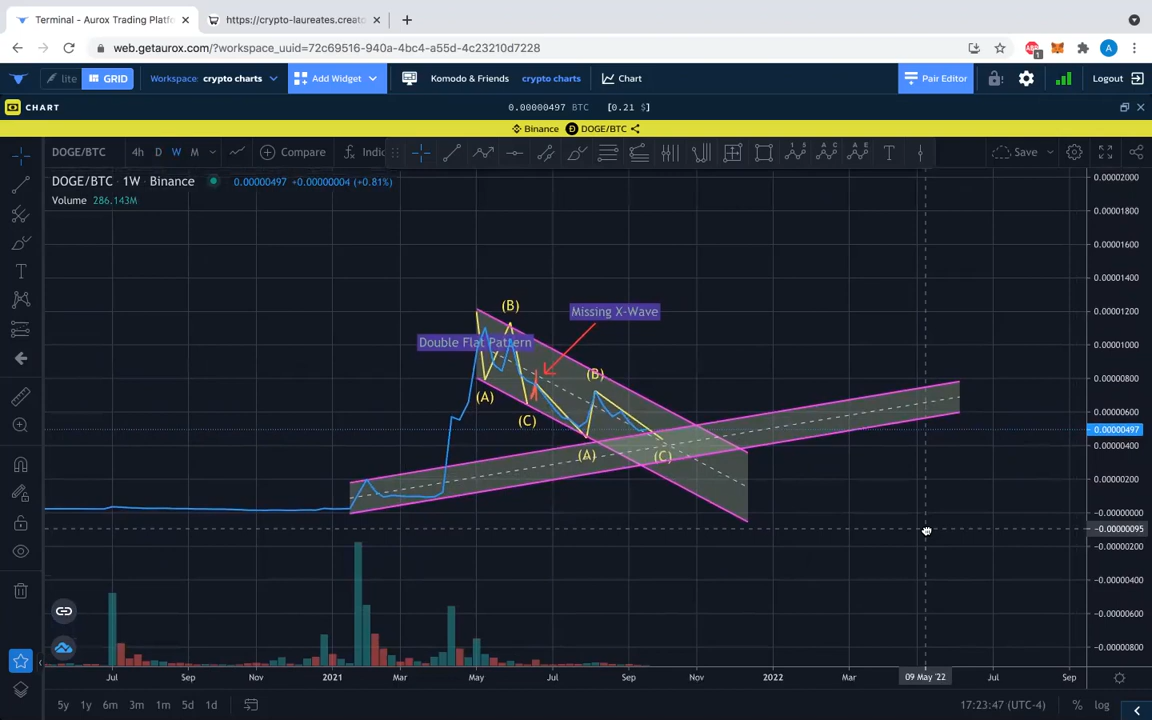 Terminal - Aurox Trading Platfo
https://crypto-laureates.creato
web.getaurox.com/?workspace_uuid=72c69516-940a-4bc4-a55d-4c23210d7228
lite
GRID
Workspace: crypto charts
Add Widget
Komodo & Friends
crypto charts
Chart
Pair Editor
Logout
CHART
0.00000497 BTC [0.21 $]
Binance DOGE/BTC
DOGE/BTC
4h D W M
Compare
Indic
Save
DOGE/BTC 1W Binance
0.00000497 +0.00000004 (+0.81%)
Volume 286.143M
0.00002000
0.00001800
0.00001600
0.00001400
0.00001200
0.00001000
0.00000800
0.00000600
0.00000497
0.00000400
0.00000200
−0.00000000
−0.00000095
−0.00000200
−0.00000400
−0.00000600
−0.00000800
(B)
Missing X-Wave
Double Flat Pattern
(B)
(A)
(C)
(A)
(C)
Jul Sep Nov 2021 Mar May Jul Sep Nov 2022 Mar 09 May '22 Jul Sep
5y 1y 6m 3m 1m 5d 1d
17:23:47 (UTC-4)
% log